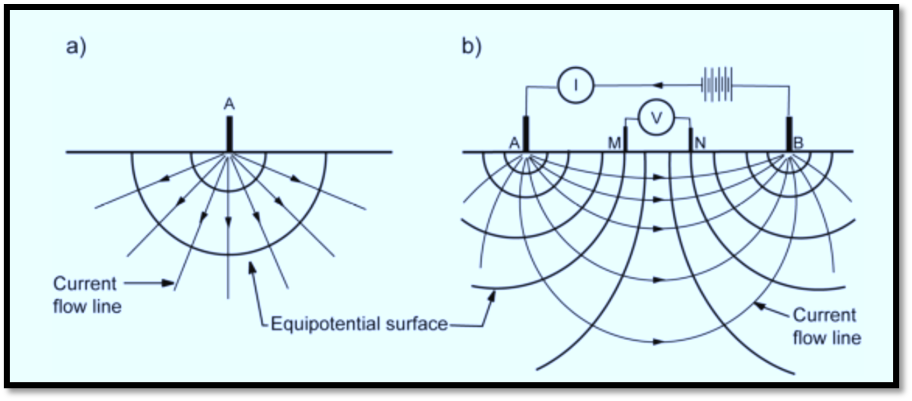 a)
A
Current
flow line
Equipotential surface
b)
I
V
A
M
N
B
Current
flow line